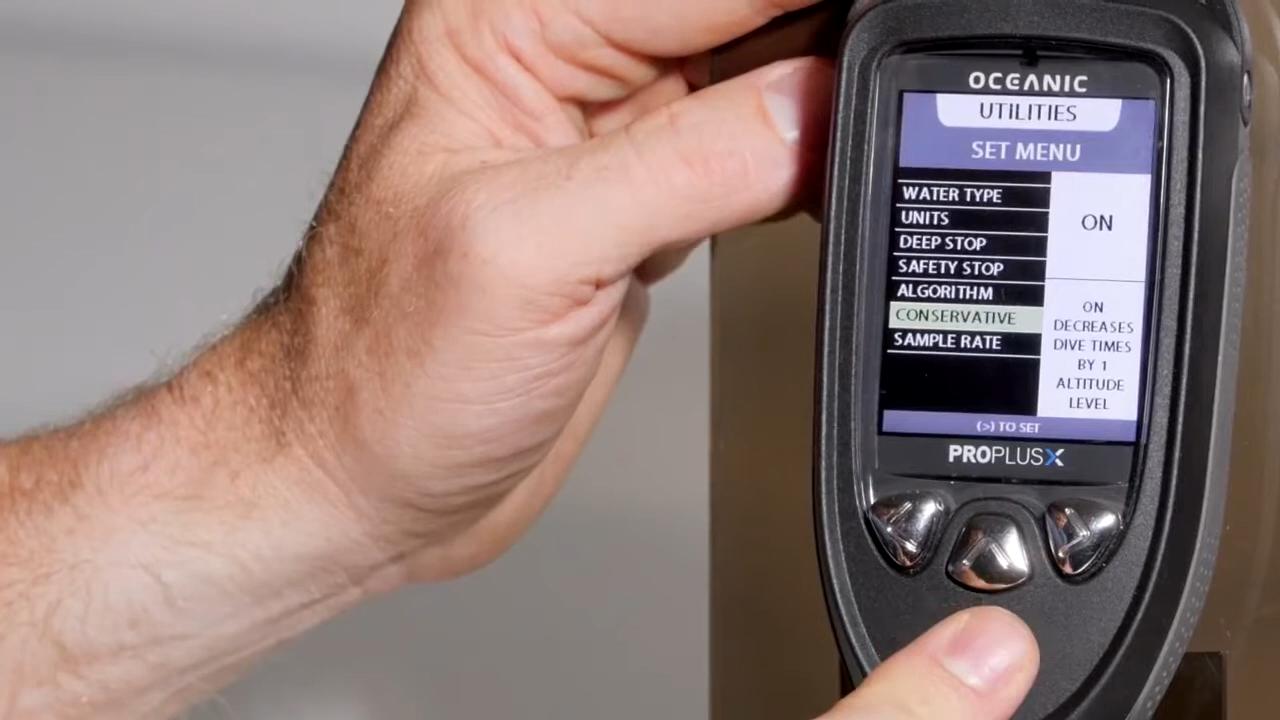 OCEANIC
UTILITIES
SET MENU
WATER TYPE
UNITS
DEEP STOP
SAFETY STOP
ALGORITHM
CONSERVATIVE
SAMPLE RATE
ON
ON
DECREASES
DIVE TIMES
BY 1
ALTITUDE
LEVEL
(>) TO SET
PROPLUSX